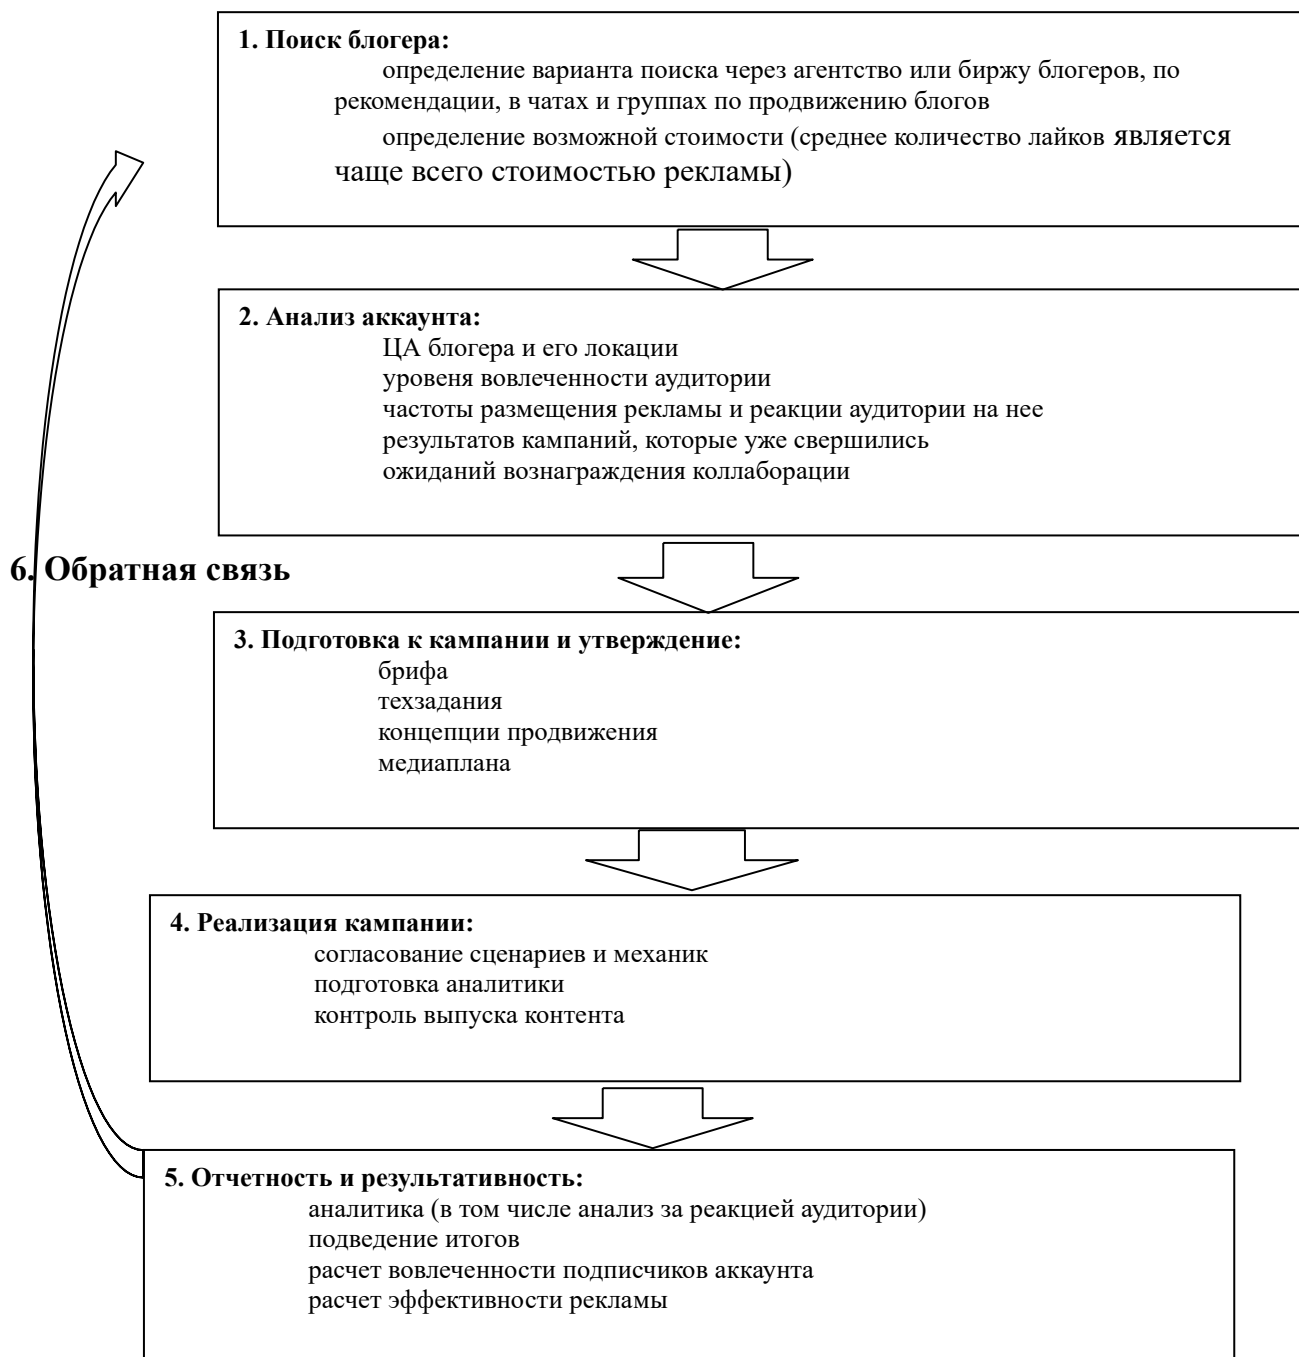 1. Поиск блогера:
определение варианта поиска через агентство или биржу блогеров, по
рекомендации, в чатах и группах по продвижению блогов
определение возможной стоимости (среднее количество лайков является
чаще всего стоимостью рекламы)
2. Анализ аккаунта:
ЦА блогера и его локации
уровеня вовлеченности аудитории
частоты размещения рекламы и реакции аудитории на нее
результатов кампаний, которые уже свершились
ожиданий вознаграждения коллаборации
6. Обратная связь
3. Подготовка к кампании и утверждение:
брифа
техзадания
концепции продвижения
медиаплана
4. Реализация кампании:
согласование сценариев и механик
подготовка аналитики
контроль выпуска контента
5. Отчетность и результативность:
аналитика (в том числе анализ за реакцией аудитории)
подведение итогов
расчет вовлеченности подписчиков аккаунта
расчет эффективности рекламы